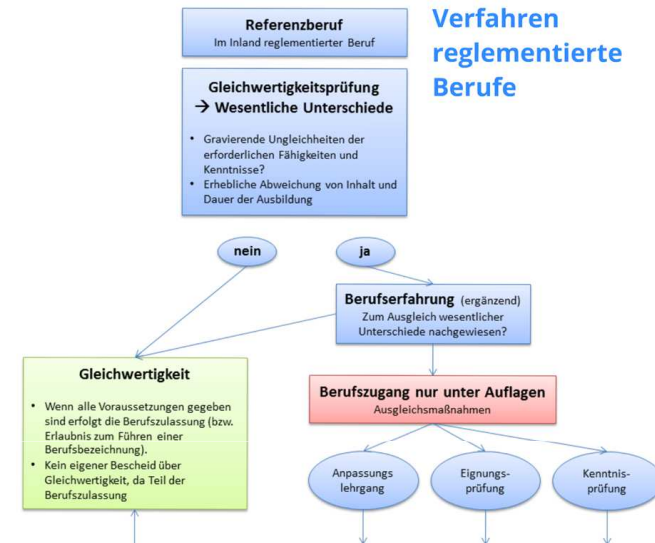 Verfahren
reglementierte
Berufe
Referenzberuf
Im Inland reglementierter Beruf
Gleichwertigkeitsprüfung
→ Wesentliche Unterschiede
• Gravierende Ungleichheiten der
erforderlichen Fähigkeiten und
Kenntnisse?
• Erhebliche Abweichung von Inhalt und
Dauer der Ausbildung
nein
ja
Berufserfahrung (ergänzend)
Zum Ausgleich wesentlicher
Unterschiede nachgewiesen?
Gleichwertigkeit
• Wenn alle Voraussetzungen gegeben
sind erfolgt die Berufszulassung (bzw.
Erlaubnis zum Führen einer
Berufsbezeichnung).
• Kein eigener Bescheid über
Gleichwertigkeit, da Teil der
Berufszulassung
Berufszugang nur unter Auflagen
Ausgleichsmaßnahmen
Anpassungs
lehrgang
Eignungs-
prüfung
Kenntnis-
prüfung